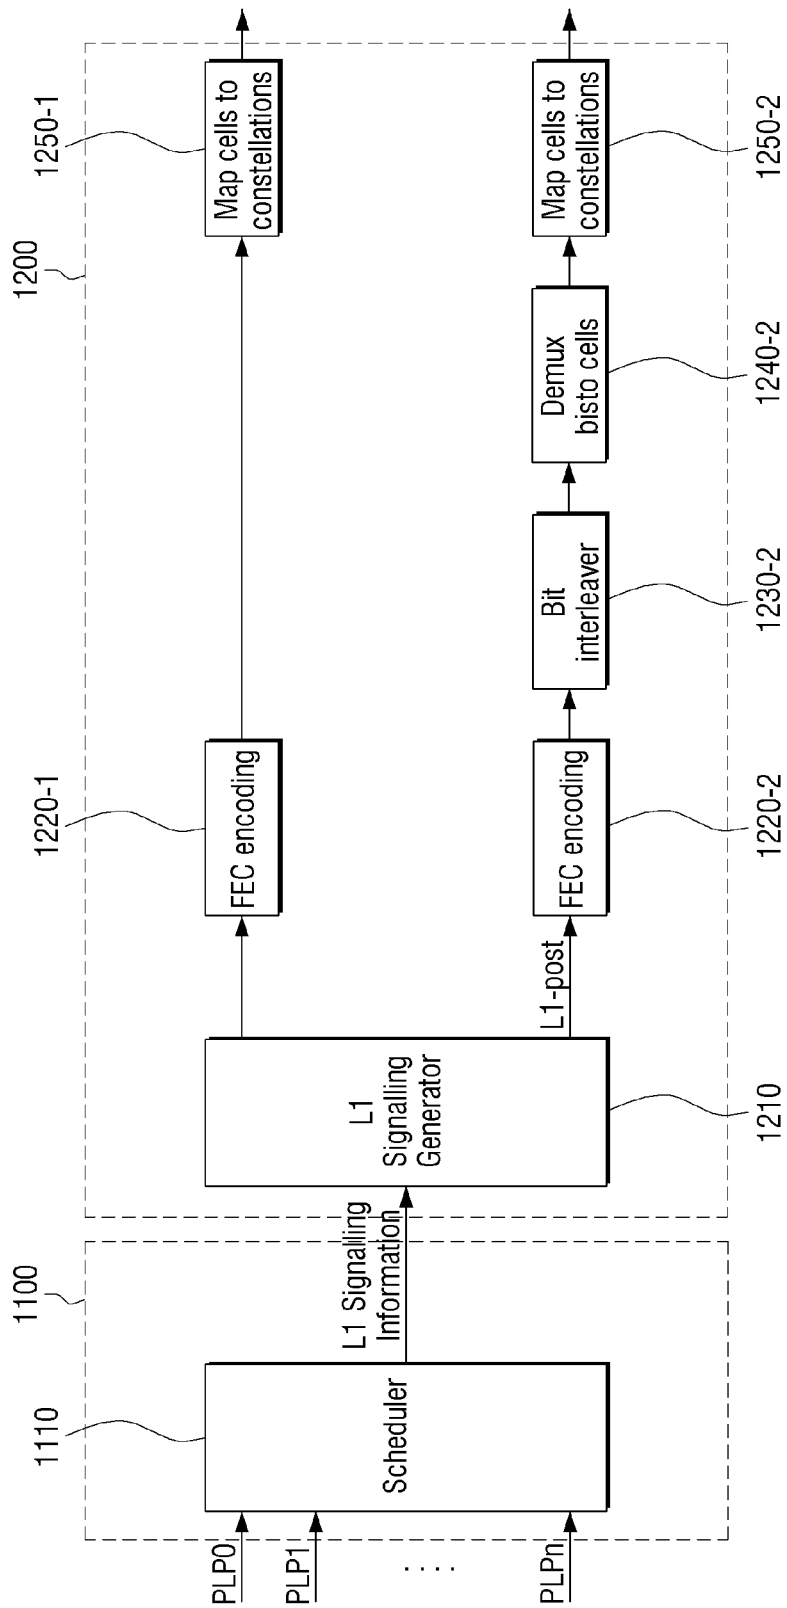 1100
1200
1110
1220-1
1250-1
PLP0
PLP1
. . . .
PLPn
Scheduler
L1 Signalling
Information
L1
Signalling
Generator
FEC encoding
Map cells to
constellations
L1-post
FEC encoding
Bit
interleaver
Demux
bisto cells
Map cells to
constellations
1210
1220-2
1230-2
1240-2
1250-2